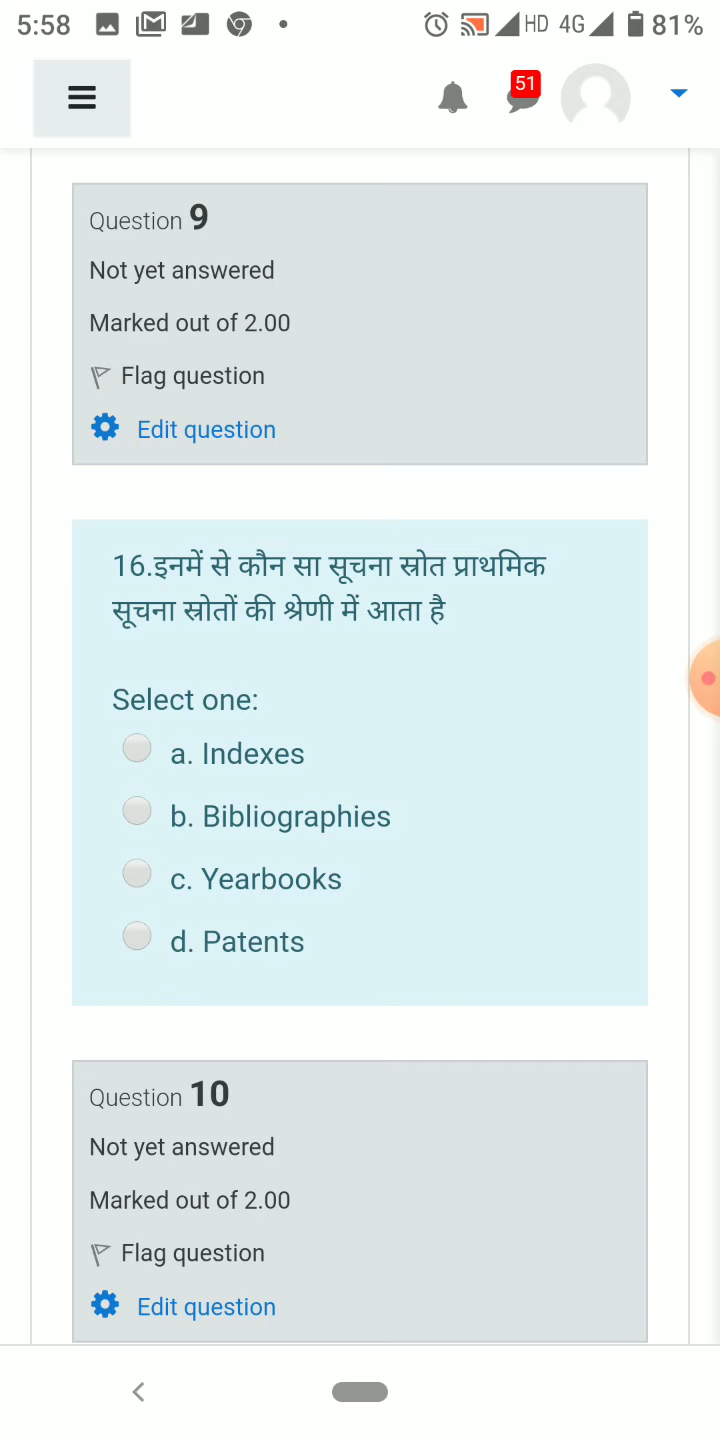 5:58 HD 4G 81%
51
Question 9
Not yet answered
Marked out of 2.00
Flag question
Edit question
16.इनमें से कौन सा सूचना स्रोत प्राथमिक
सूचना स्रोतों की श्रेणी में आता है
Select one:
a. Indexes
b. Bibliographies
c. Yearbooks
d. Patents
Question 10
Not yet answered
Marked out of 2.00
Flag question
Edit question